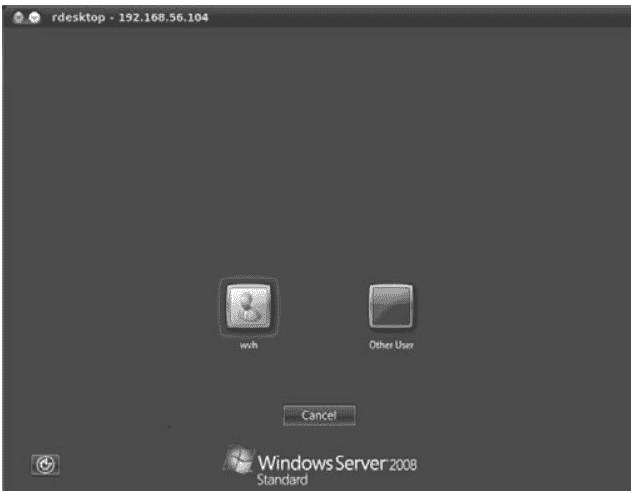 rdesktop - 192.168.56.104
wvh
Other User
Cancel
Windows Server 2008
Standard